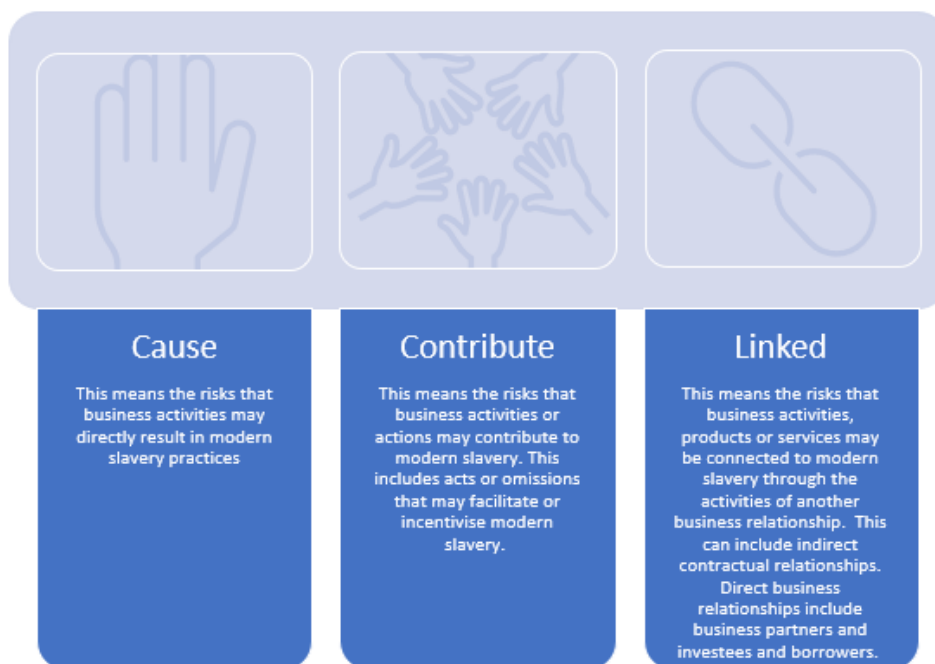 Cause
This means the risks that
business activities may
directly result in modern
slavery practices
Contribute
This means the risks that
business activities or
actions may contribute to
modern slavery. This
includes acts or omissions
that may facilitate or
incentivise modern
slavery.
Linked
This means the risks that
business activities,
products or services may
be connected to modern
slavery through the
activities of another
business relationship.  This
can include indirect
contractual relationships.
Direct business
relationships include
business partners and
investees and borrowers.